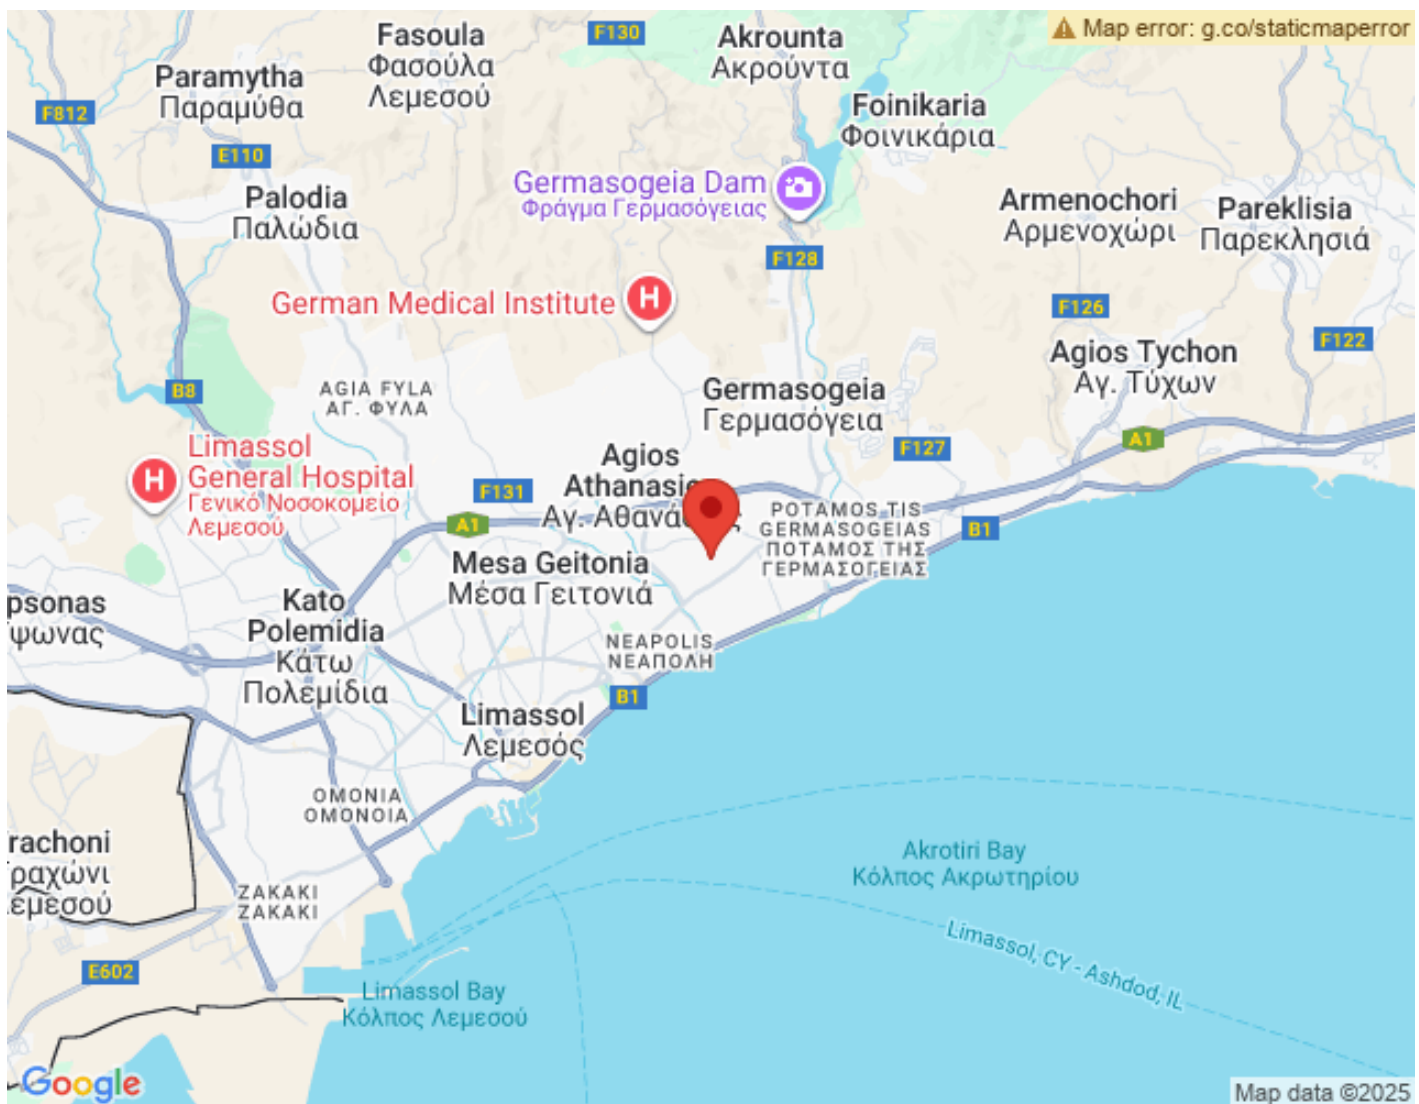 Map error: g.co/staticmaperror
Fasoula
Φασούλα
Λεμεσού
F130
Akrounta
Ακρούντα
Paramytha
Παραμύθα
F812
Foinikaria
Φοινικάρια
E110
Germasogeia Dam
Φράγμα Γερμασόγειας
Palodia
Παλώδια
Armenochori
Αρμενοχώρι
Pareklisia
Παρεκλησιά
F128
German Medical Institute
H
F126
F122
Agios Tychon
Αγ. Τύχων
B8
AGIA FYLA
ΑΓ. ΦΥΛΑ
Germasogeia
Γερμασόγεια
Limassol
General Hospital
Γενικό Νοσοκομείο
Λεμεσού
H
Agios
F127
A1
F131
A1
POTAMOS TIS
GERMASOGEIAS
ΠΟΤΑΜΟΣ ΤΗΣ
ΓΕΡΜΑΣΟΓΕΙΑΣ
B1
Mesa Geitonia
Μέσα Γειτονιά
psonas
ψωνας
Kato
Polemidia
Κάτω
Πολεμίδια
NEAPOLIS
ΝΕΑΠΟΛΗ
B1
Limassol
Λεμεσός
OMONIA
ΟΜΟΝΟΙΑ
rachoni
ραχώνι
εμεσού
ZAKAKI
ΖΑΚΑΚΙ
Akrotiri Bay
Κόλπος Ακρωτηρίου
Limassol, CY - Ashdod, IL
E602
Limassol Bay
Κόλπος Λεμεσού
Google
Map data ©2025